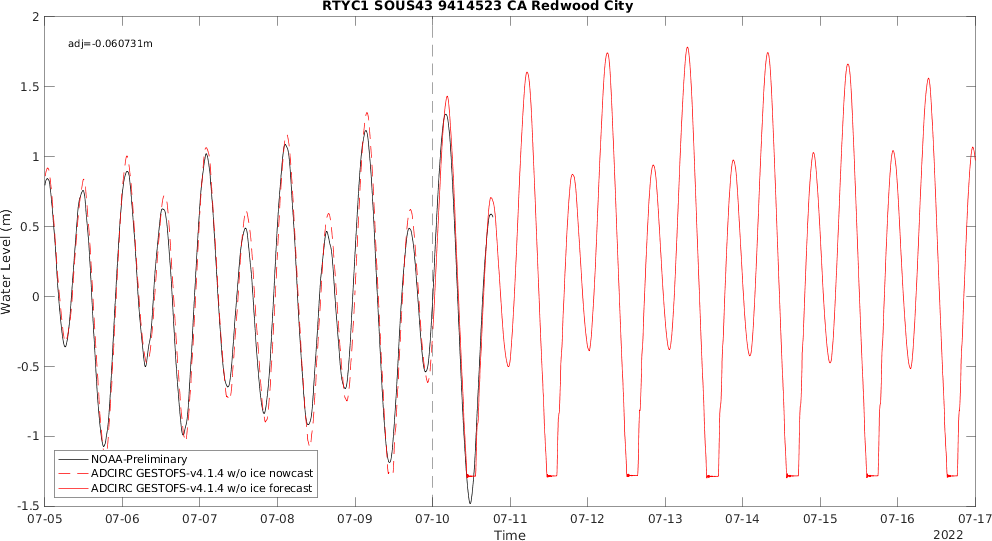 RTYC1 SOUS43 9414523 CA Redwood City
adj=-0.060731m
2
1.5
1
0.5
0
-0.5
-1
-1.5
Water Level (m)
NOAA-Preliminary
ADCIRC GESTOFS-v4.1.4 w/o ice nowcast
ADCIRC GESTOFS-v4.1.4 w/o ice forecast
07-05 07-06 07-07 07-08 07-09 07-10 07-11 07-12 07-13 07-14 07-15 07-16 07-17
Time
2022